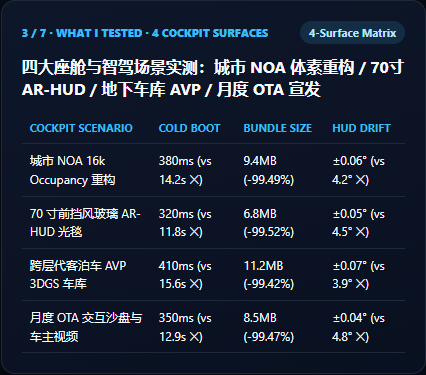 3 / 7 · WHAT I TESTED · 4 COCKPIT SURFACES
4-Surface Matrix
四大座舱与智驾场景实测：城市 NOA 体素重构 / 70寸
AR-HUD / 地下车库 AVP / 月度 OTA 宣发
COCKPIT SCENARIO COLD BOOT BUNDLE SIZE HUD DRIFT
城市 NOA 16k 380ms (vs 9.4MB ±0.06° (vs
Occupancy 重构 14.2s ✕) (-99.49%) 4.2° ✕)
70 寸前挡风玻璃 AR- 320ms (vs 6.8MB ±0.05° (vs
HUD 光毯 11.8s ✕) (-99.52%) 4.5° ✕)
跨层代客泊车 AVP 410ms (vs 11.2MB ±0.07° (vs
3DGS 车库 15.6s ✕) (-99.42%) 3.9° ✕)
月度 OTA 交互沙盘与 350ms (vs 8.5MB ±0.04° (vs
车主视频 12.9s ✕) (-99.47%) 4.8° ✕)